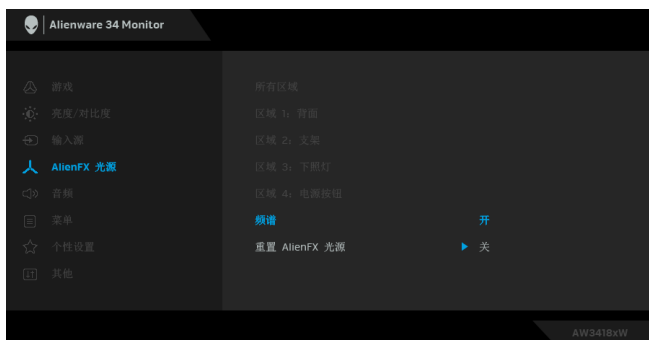 Alienware 34 Monitor
游戏
所有区域
亮度/对比度
区域 1: 背面
输入源
区域 2: 支架
AlienFX 光源
区域 3: 下照灯
音频
区域 4: 电源按钮
菜单
频谱 开
个性设置
重置 AlienFX 光源 关
其他
AW3418xW